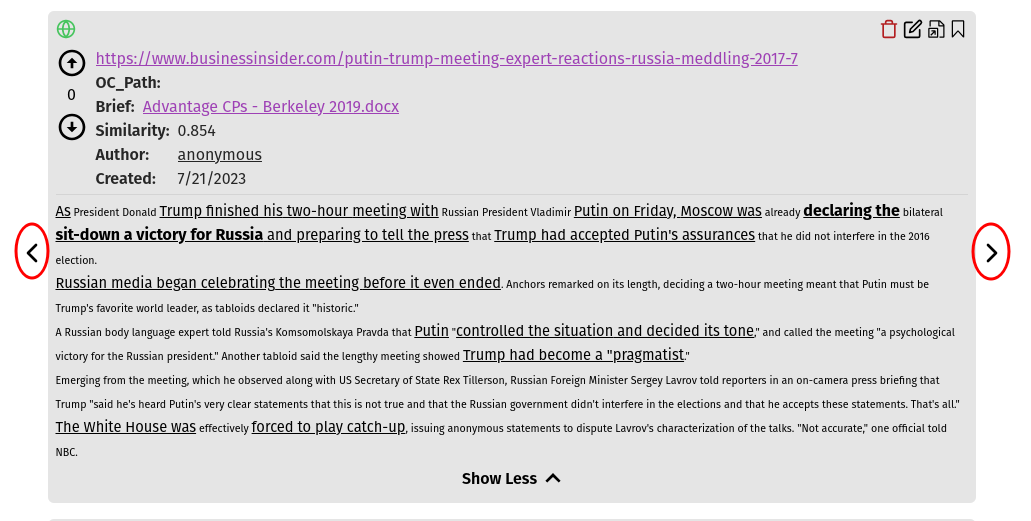 https://www.businessinsider.com/putin-trump-meeting-expert-reactions-russia-meddling-2017-7
OC_Path:
0
Brief: Advantage CPs - Berkeley 2019.docx
Similarity: 0.854
Author: anonymous
Created: 7/21/2023
As President Donald Trump finished his two-hour meeting with Russian President Vladimir Putin on Friday, Moscow was already declaring the bilateral
sit-down a victory for Russia and preparing to tell the press that Trump had accepted Putin's assurances that he did not interfere in the 2016
election.
Russian media began celebrating the meeting before it even ended. Anchors remarked on its length, deciding a two-hour meeting meant that Putin must be
Trump's favorite world leader, as tabloids declared it "historic."
A Russian body language expert told Russia's Komsomolskaya Pravda that Putin "controlled the situation and decided its tone," and called the meeting "a psychological
victory for the Russian president." Another tabloid said the lengthy meeting showed Trump had become a "pragmatist."
Emerging from the meeting, which he observed along with US Secretary of State Rex Tillerson, Russian Foreign Minister Sergey Lavrov told reporters in an on-camera press briefing that
Trump "said he's heard Putin's very clear statements that this is not true and that the Russian government didn't interfere in the elections and that he accepts these statements. That's all."
The White House was effectively forced to play catch-up, issuing anonymous statements to dispute Lavrov's characterization of the talks. "Not accurate," one official told
NBC.
Show Less